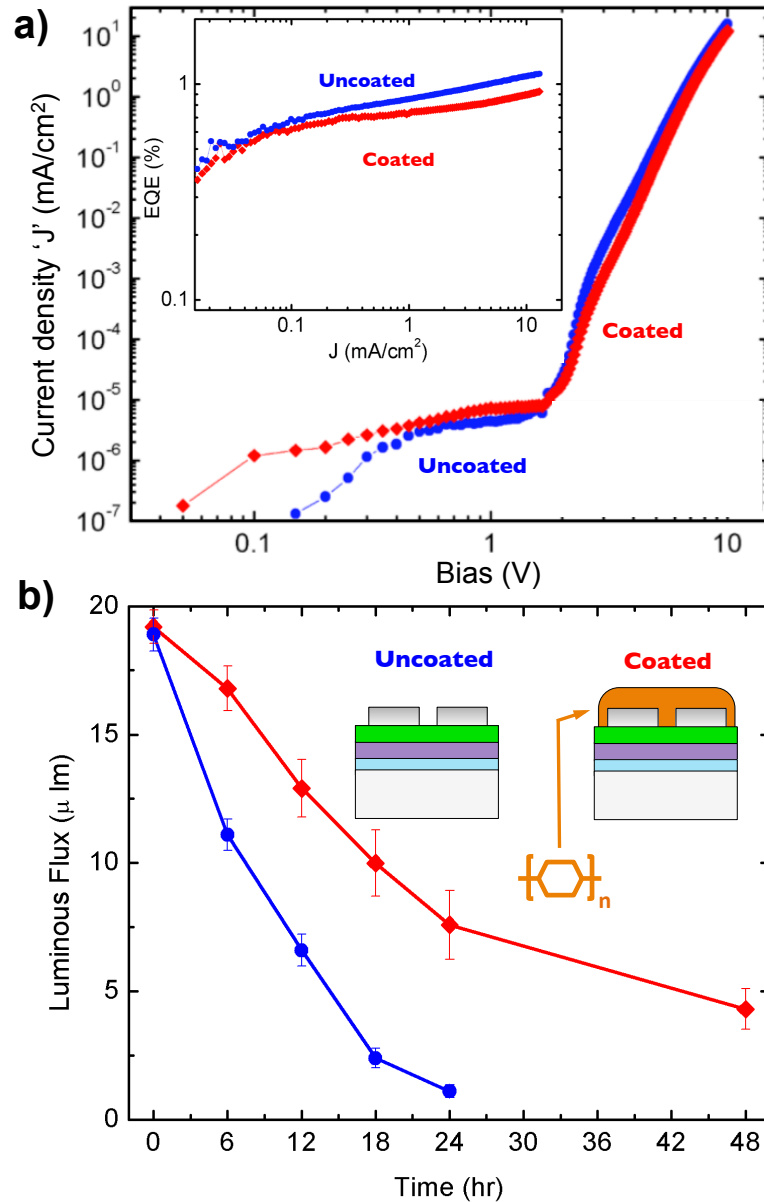 a)
10¹
10⁰
10⁻¹
10⁻²
10⁻³
10⁻⁴
10⁻⁵
10⁻⁶
10⁻⁷
Current density ‘J’ (mA/cm²)
0.1
1
10
Bias (V)
Uncoated
Coated
1
0.1
EQE (%)
0.1
1
10
J (mA/cm²)
Uncoated
Coated
b)
20
15
10
5
0
Luminous Flux (μ lm)
0 6 12 18 24 30 36 42 48
Time (hr)
Uncoated
Coated
n